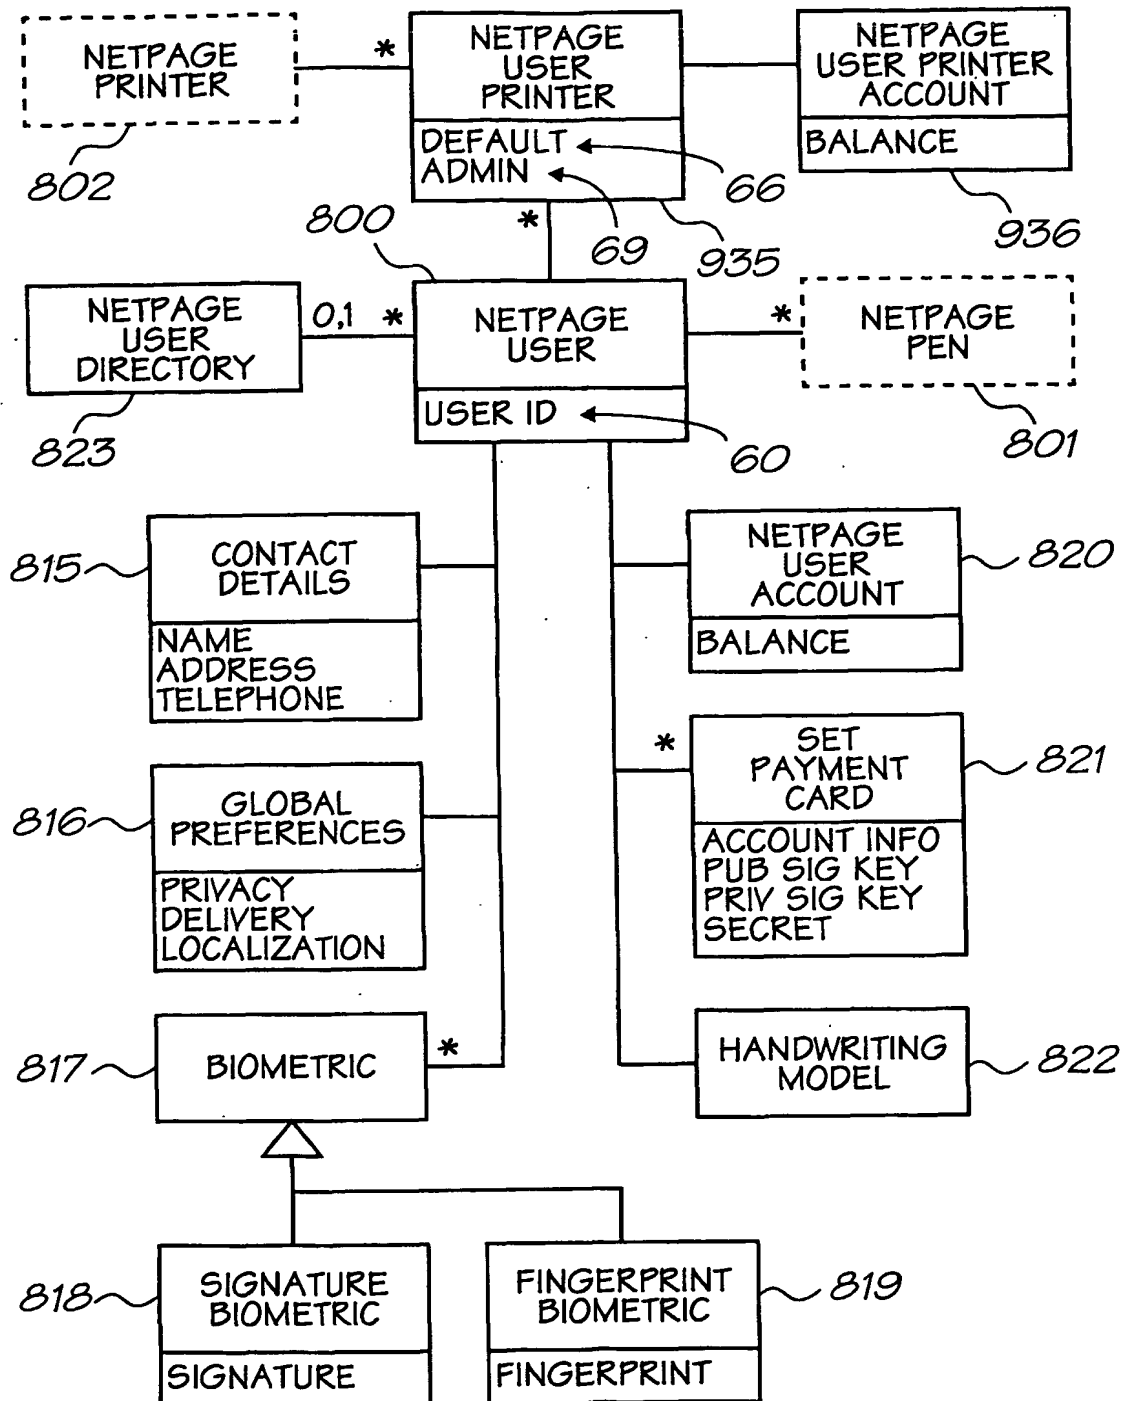 NETPAGE
PRINTER
802
*
NETPAGE
USER
PRINTER
DEFAULT
ADMIN
66
69
935
*
NETPAGE
USER PRINTER
ACCOUNT
BALANCE
936
800
NETPAGE
USER
DIRECTORY
823
0,1 *
NETPAGE
USER
USER ID
60
*
NETPAGE
PEN
801
815
CONTACT
DETAILS
NAME
ADDRESS
TELEPHONE
NETPAGE
USER
ACCOUNT
BALANCE
820
816
GLOBAL
PREFERENCES
PRIVACY
DELIVERY
LOCALIZATION
*
SET
PAYMENT
CARD
ACCOUNT INFO
PUB SIG KEY
PRIV SIG KEY
SECRET
821
817
BIOMETRIC
*
HANDWRITING
MODEL
822
818
SIGNATURE
BIOMETRIC
SIGNATURE
FINGERPRINT
BIOMETRIC
FINGERPRINT
819